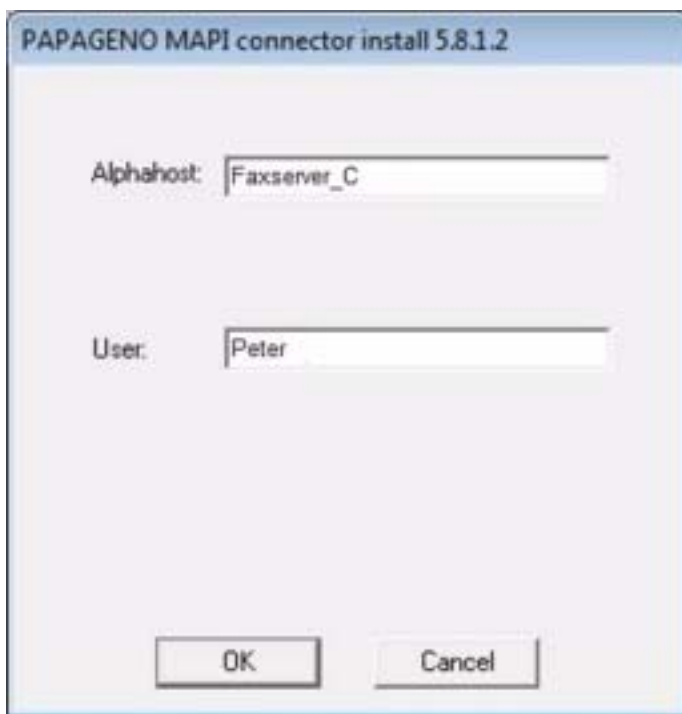 PAPAGENO MAPI connector install 5.8.1.2
Alphahost: Faxserver_C
User: Peter
OK Cancel